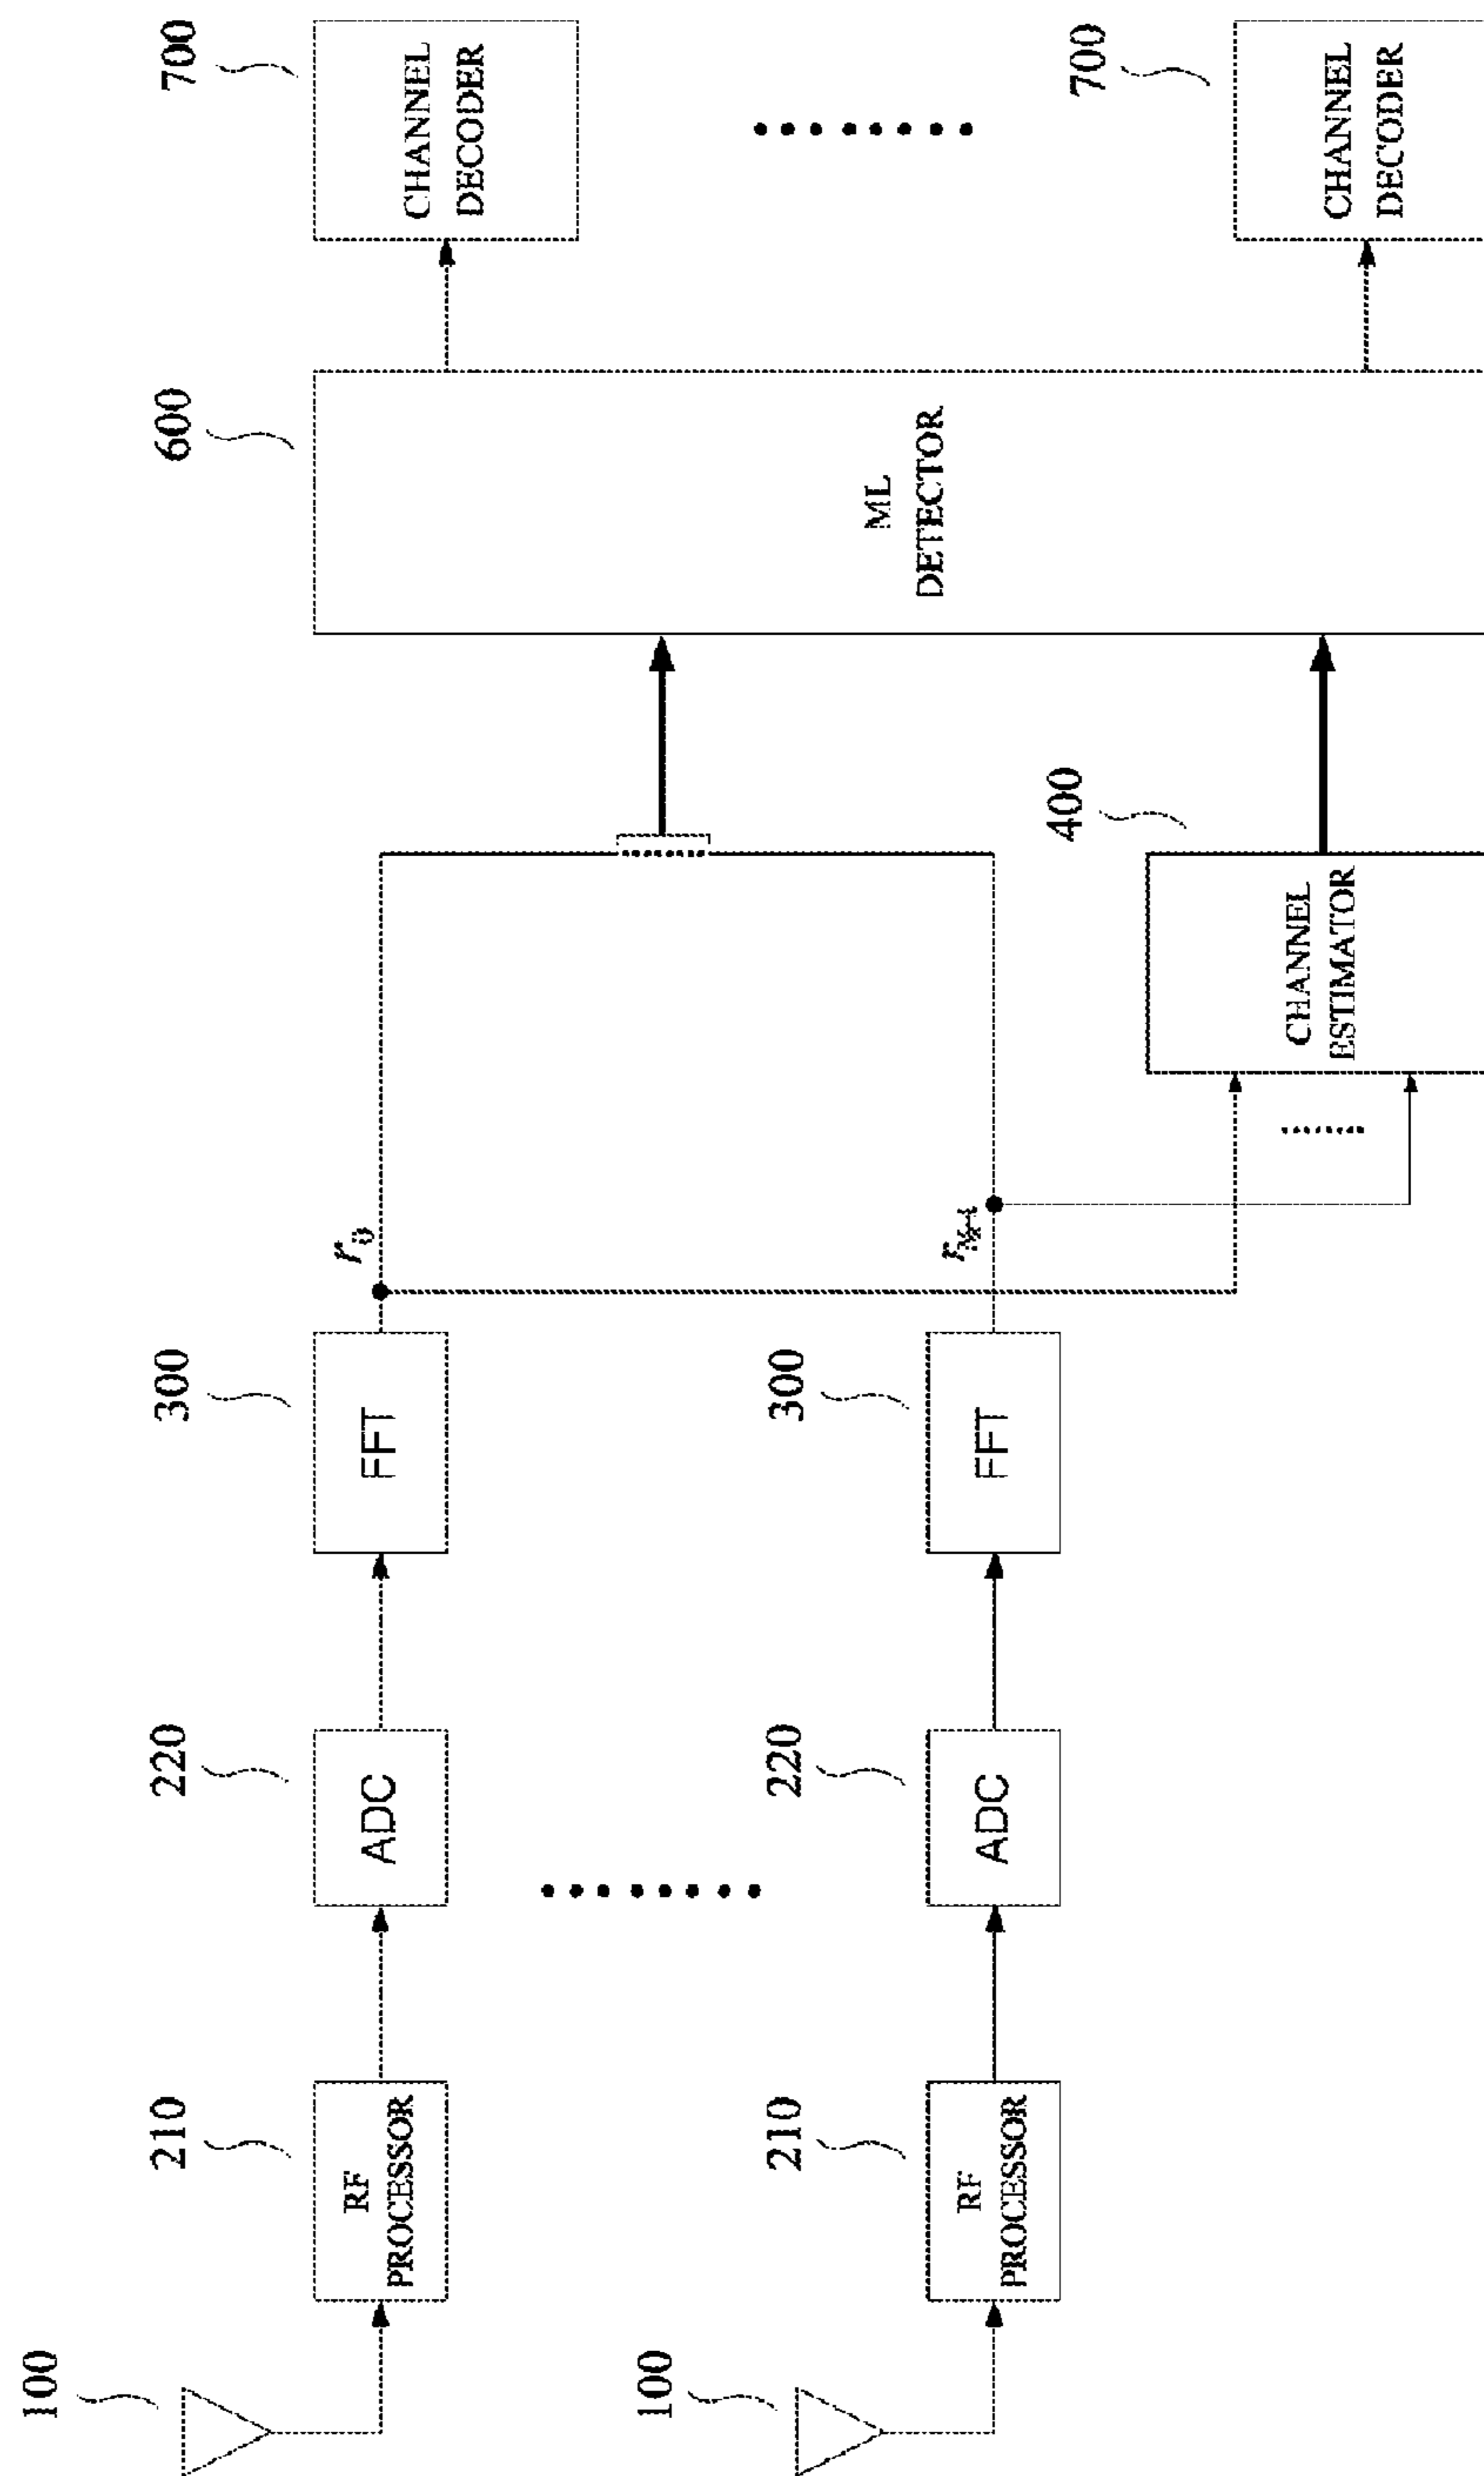 100
210
220
300
600
700
RF
PROCESSOR
ADC
FFT
r0
ML
DETECTOR
CHANNEL
DECODER
100
210
220
300
400
700
RF
PROCESSOR
ADC
FFT
CHANNEL
ESTIMATOR
CHANNEL
DECODER